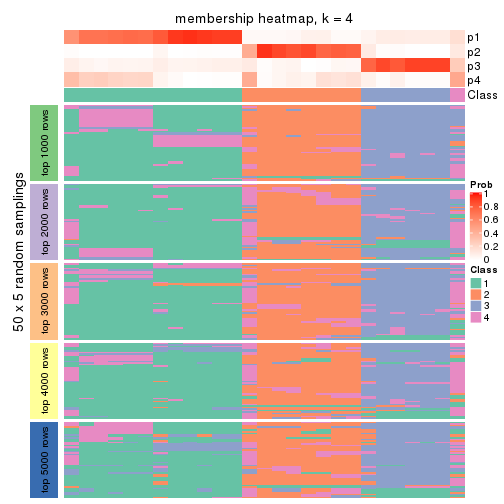 membership heatmap, k = 4
p1
p2
p3
p4
Class
50 x 5 random samplings
top 1000 rows
top 2000 rows
top 3000 rows
top 4000 rows
top 5000 rows
Prob
1
0.8
0.6
0.4
0.2
0
Class
1
2
3
4